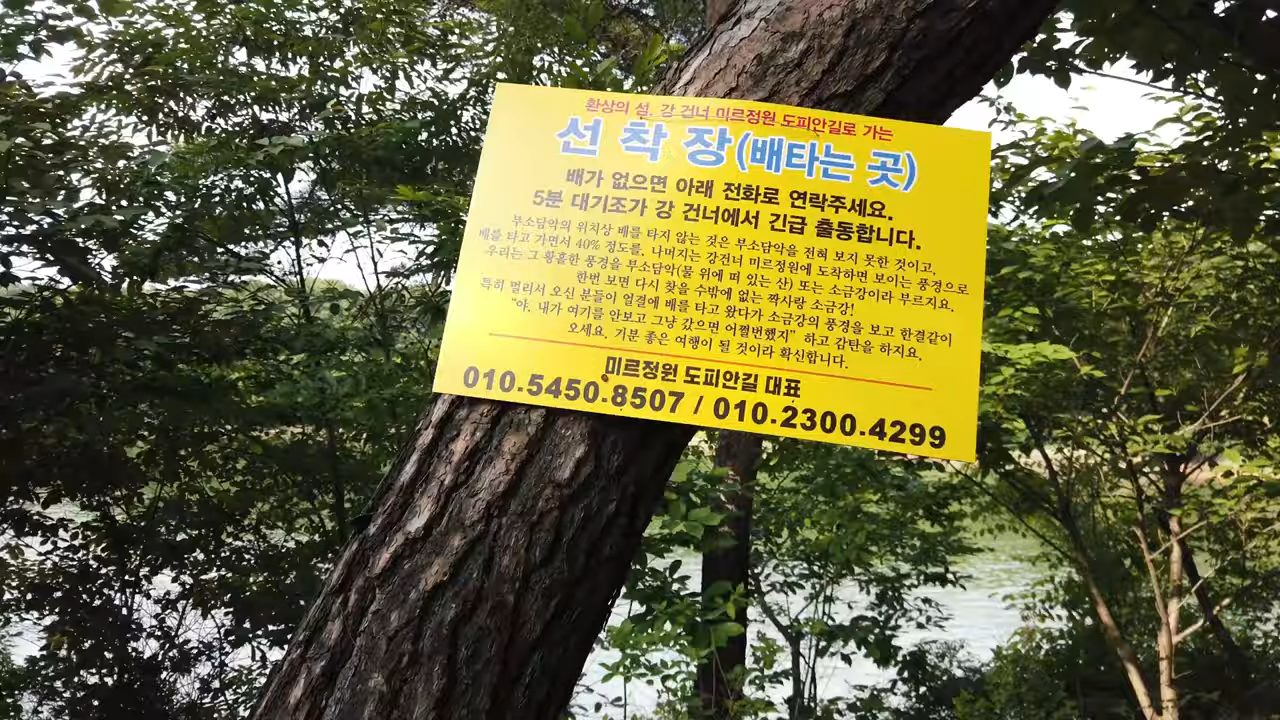 환상의 섬, 강 건너 미르정원 도피안길로 가는
선 착 장(배타는 곳)
배가 없으면 아래 전화로 연락주세요.
5분 대기조가 강 건너에서 긴급 출동합니다.
부소담악의 위치상 배를 타지 않는 것은 부소담악을 전혀 보지 못한 것이고,
배를 타고 가면서 40% 정도를, 나머지는 강건너 미르정원에 도착하면 보이는 풍경으로
우리는 그 황홀한 풍경을 부소담악(물 위에 떠 있는 산) 또는 소금강이라 부르지요.
한번 보면 다시 찾을 수밖에 없는 짝사랑 소금강!
특히 멀리서 오신 분들이 얼결에 배를 타고 왔다가 소금강의 풍경을 보고 한결같이
"야, 내가 여기를 안보고 그냥 갔으면 어쩔번했지" 하고 감탄을 하지요.
오세요, 기분 좋은 여행이 될 것이라 확신합니다.
미르정원 도피안길 대표
010.5450.8507 / 010.2300.4299